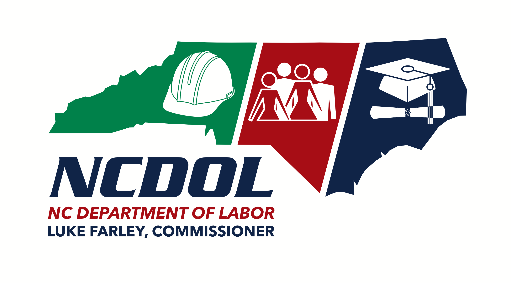 NCDOL
NC DEPARTMENT OF LABOR
LUKE FARLEY, COMMISSIONER